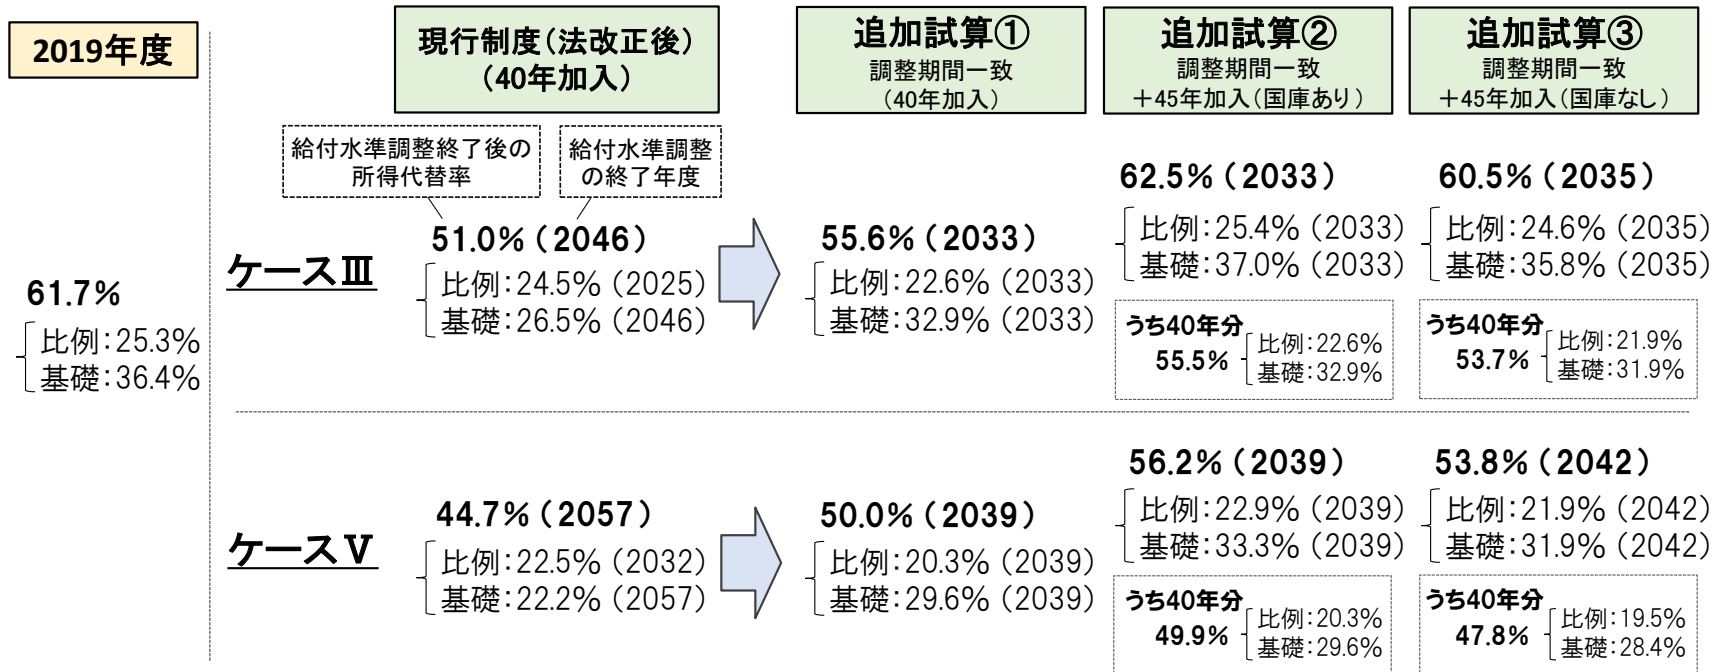 2019年度
61.7%
比例:25.3%
基礎:36.4%
現行制度(法改正後)
(40年加入)
追加試算①
調整期間一致
(40年加入)
追加試算②
調整期間一致
+45年加入(国庫あり)
追加試算③
調整期間一致
+45年加入(国庫なし)
給付水準調整終了後の
所得代替率
給付水準調整
の終了年度
ケースⅢ
51.0%(2046)
比例:24.5%(2025)
基礎:26.5%(2046)
55.6%(2033)
比例:22.6%(2033)
基礎:32.9%(2033)
62.5%(2033)
比例:25.4%(2033)
基礎:37.0%(2033)
うち40年分
55.5%
比例:22.6%
基礎:32.9%
60.5%(2035)
比例:24.6%(2035)
基礎:35.8%(2035)
うち40年分
53.7%
比例:21.9%
基礎:31.9%
ケースⅤ
44.7%(2057)
比例:22.5%(2032)
基礎:22.2%(2057)
50.0%(2039)
比例:20.3%(2039)
基礎:29.6%(2039)
56.2%(2039)
比例:22.9%(2039)
基礎:33.3%(2039)
うち40年分
49.9%
比例:20.3%
基礎:29.6%
53.8%(2042)
比例:21.9%(2042)
基礎:31.9%(2042)
うち40年分
47.8%
比例:19.5%
基礎:28.4%